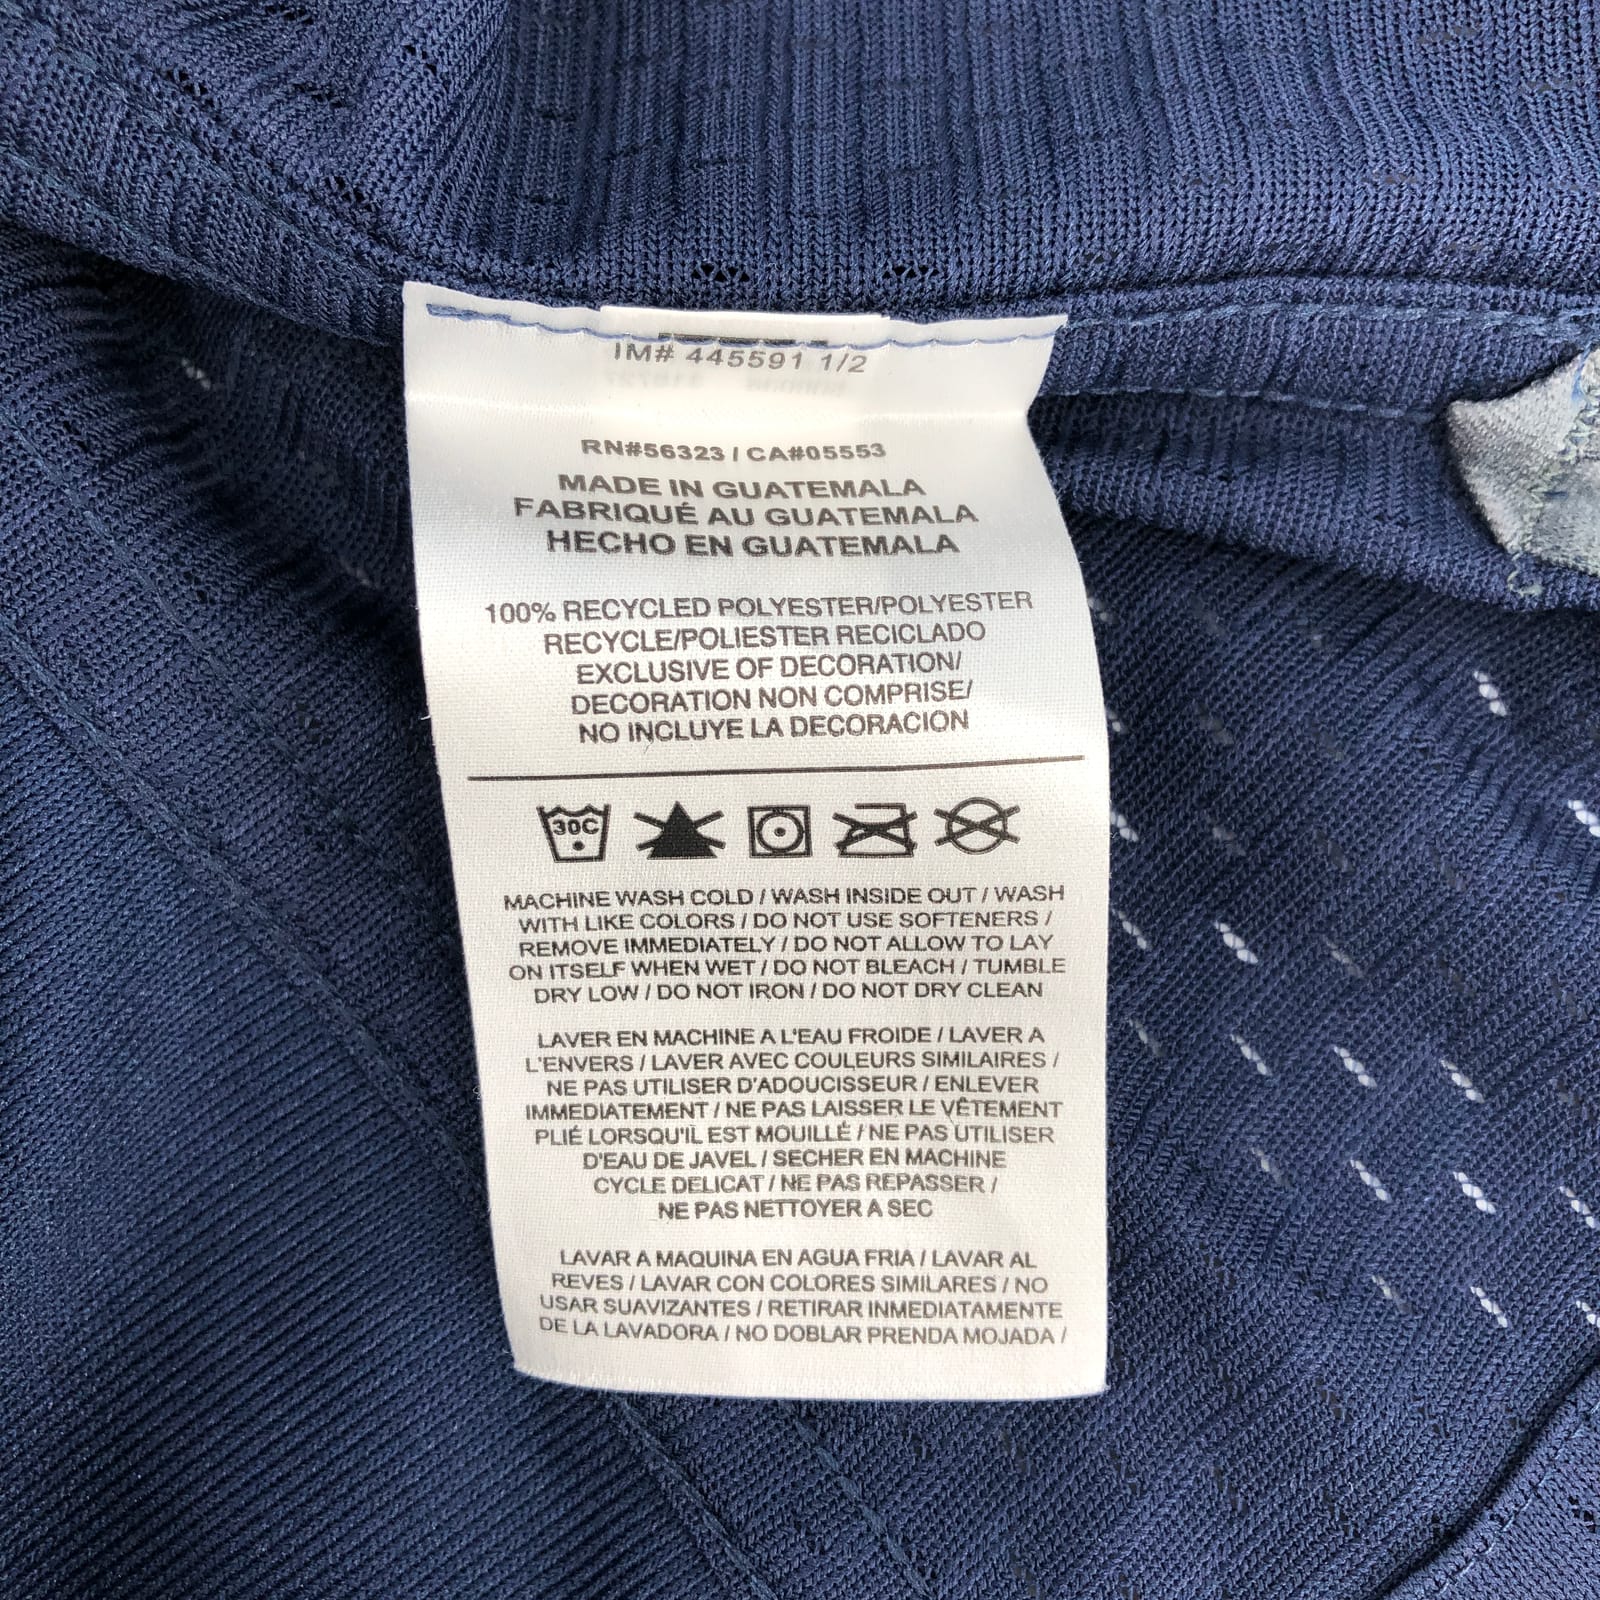 IM# 445591 1/2
RN#56323 / CA#05553
MADE IN GUATEMALA
FABRIQUÉ AU GUATEMALA
HECHO EN GUATEMALA
100% RECYCLED POLYESTER/POLYESTER
RECYCLE/POLIESTER RECICLADO
EXCLUSIVE OF DECORATION/
DECORATION NON COMPRISE/
NO INCLUYE LA DECORACION
30C
MACHINE WASH COLD / WASH INSIDE OUT / WASH
WITH LIKE COLORS / DO NOT USE SOFTENERS /
REMOVE IMMEDIATELY / DO NOT ALLOW TO LAY
ON ITSELF WHEN WET / DO NOT BLEACH / TUMBLE
DRY LOW / DO NOT IRON / DO NOT DRY CLEAN
LAVER EN MACHINE A L'EAU FROIDE / LAVER A
L'ENVERS / LAVER AVEC COULEURS SIMILAIRES /
NE PAS UTILISER D'ADOUCISSEUR / ENLEVER
IMMEDIATEMENT / NE PAS LAISSER LE VÊTEMENT
PLIÉ LORSQU'IL EST MOUILLÉ / NE PAS UTILISER
D'EAU DE JAVEL / SECHER EN MACHINE
CYCLE DELICAT / NE PAS REPASSER /
NE PAS NETTOYER A SEC
LAVAR A MAQUINA EN AGUA FRIA / LAVAR AL
REVES / LAVAR CON COLORES SIMILARES / NO
USAR SUAVIZANTES / RETIRAR INMEDIATAMENTE
DE LA LAVADORA / NO DOBLAR PRENDA MOJADA /